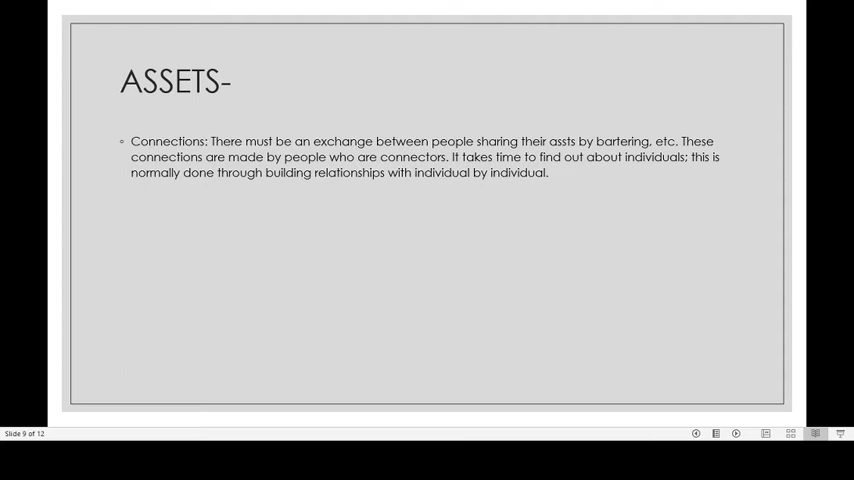 ASSETS-
◦ Connections: There must be an exchange between people sharing their assts by bartering, etc. These
connections are made by people who are connectors. It takes time to find out about individuals; this is
normally done through building relationships with individual by individual.
Slide 9 of 12